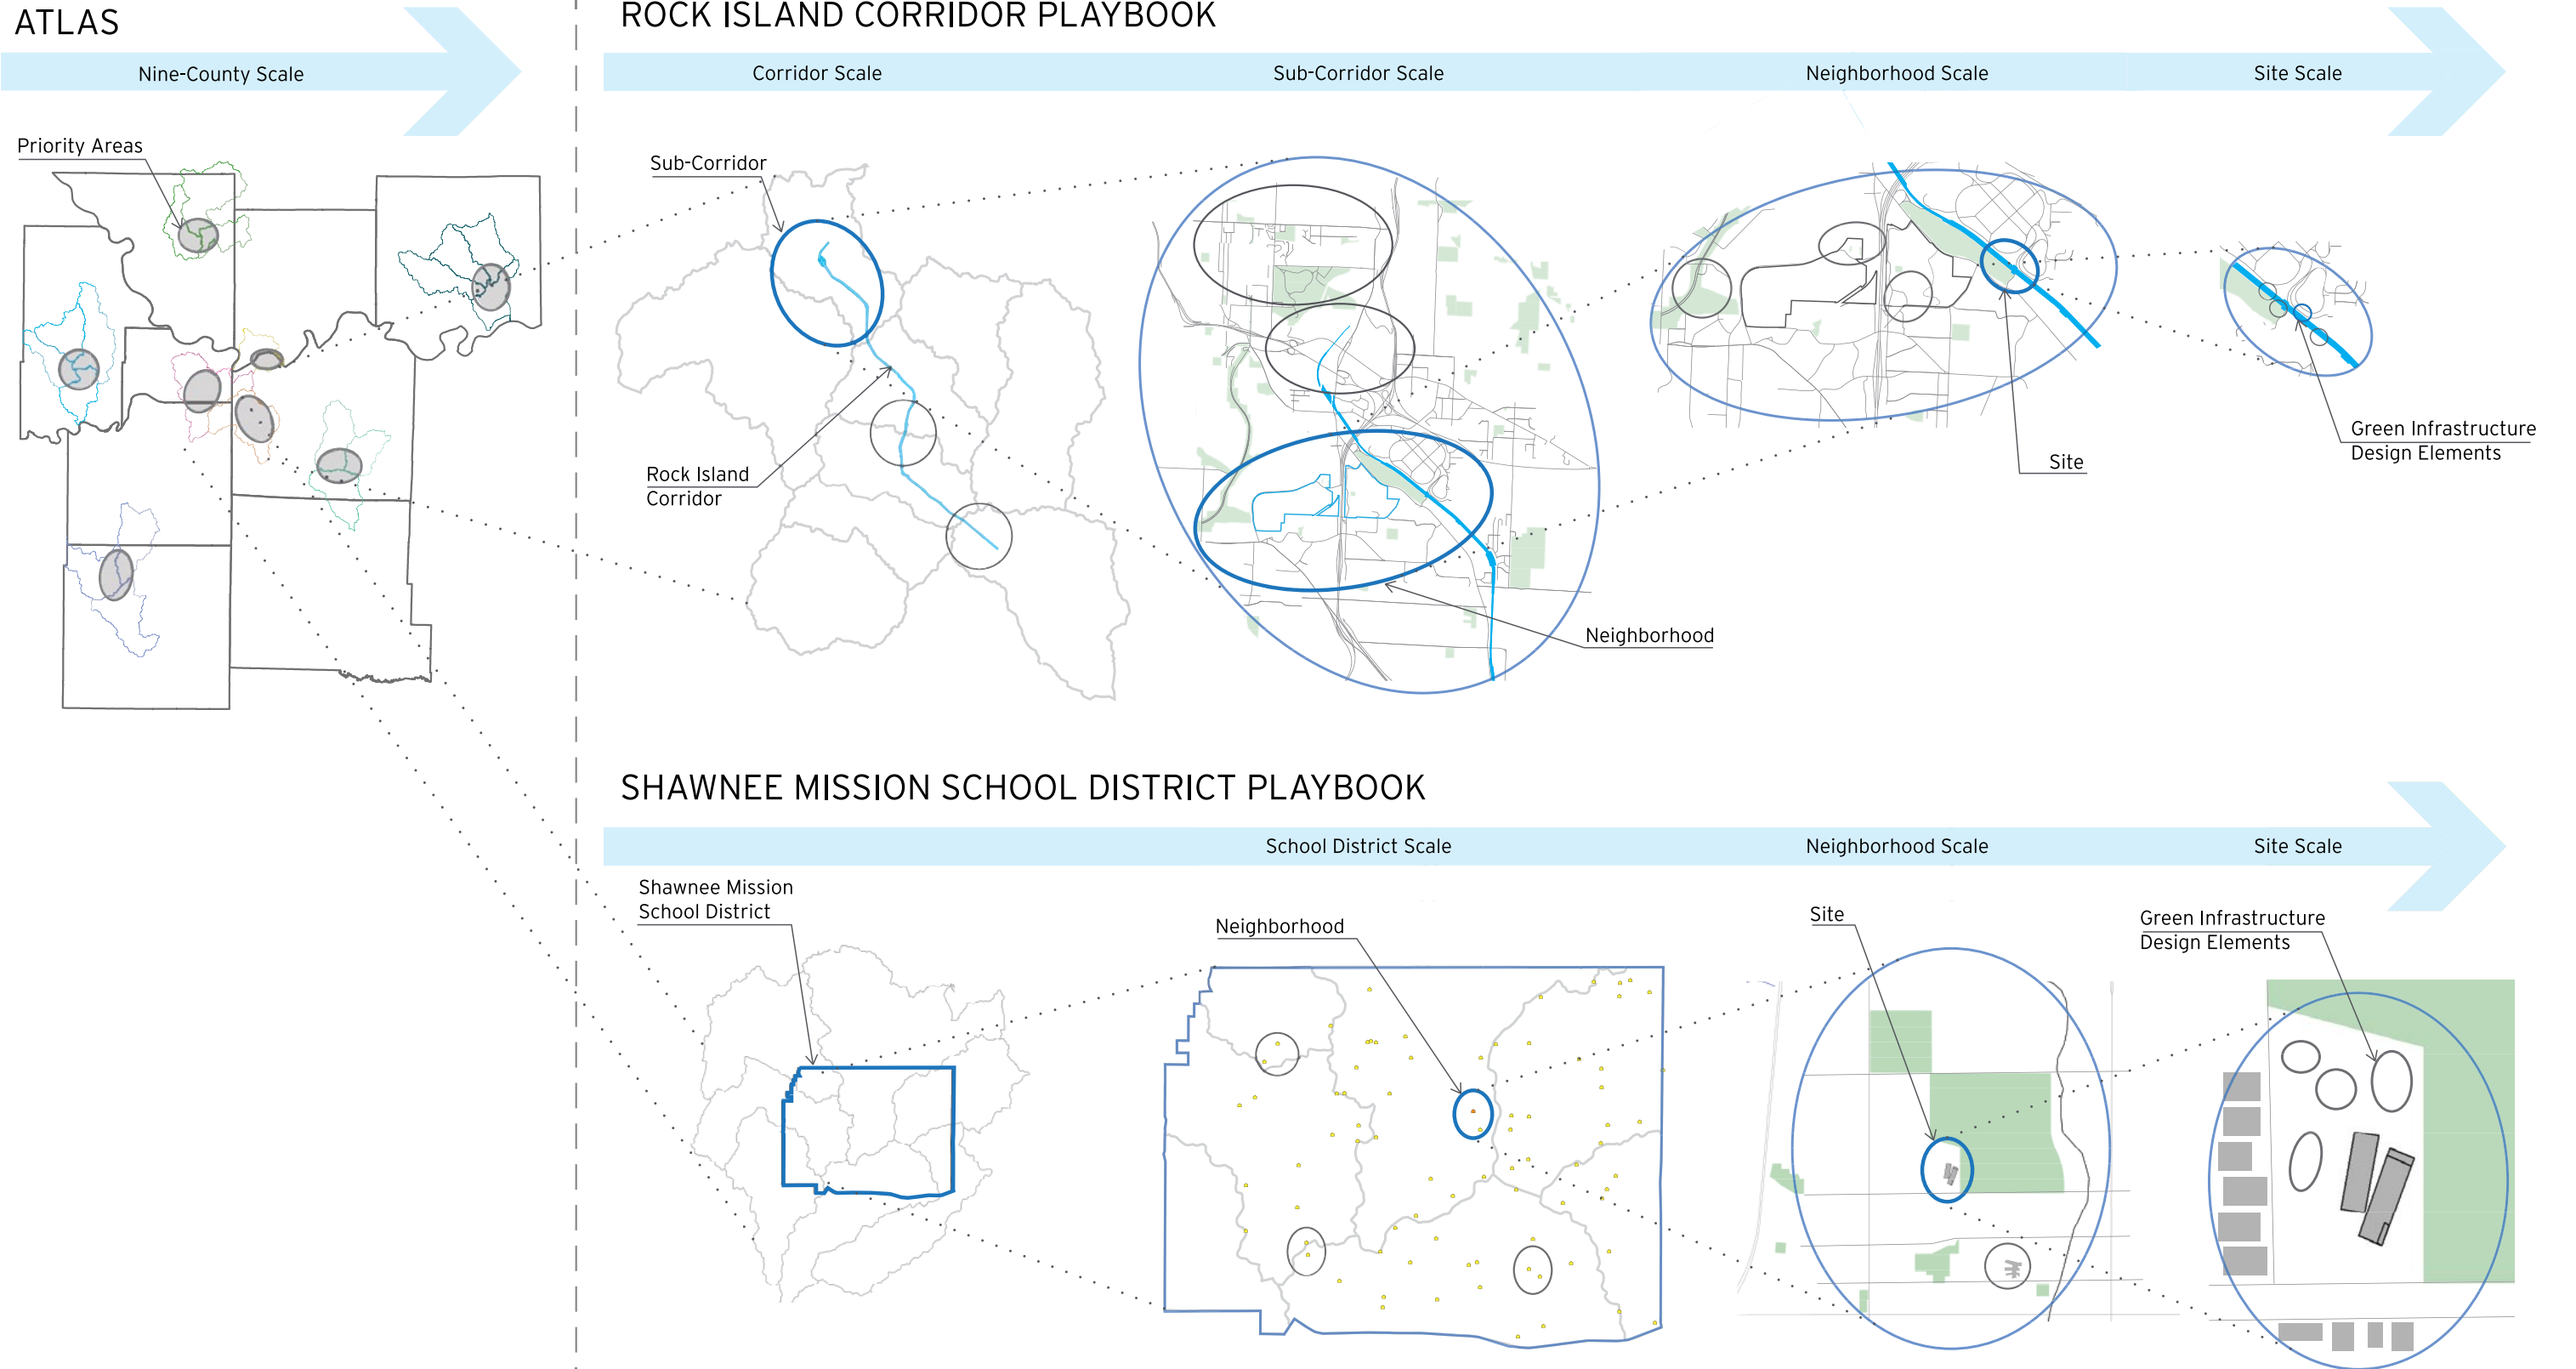 ATLAS
Nine-County Scale
Priority Areas
ROCK ISLAND CORRIDOR PLAYBOOK
Corridor Scale
Sub-Corridor Scale
Neighborhood Scale
Site Scale
Sub-Corridor
Rock Island
Corridor
Neighborhood
Site
Green Infrastructure
Design Elements
SHAWNEE MISSION SCHOOL DISTRICT PLAYBOOK
School District Scale
Neighborhood Scale
Site Scale
Shawnee Mission
School District
Neighborhood
Site
Green Infrastructure
Design Elements